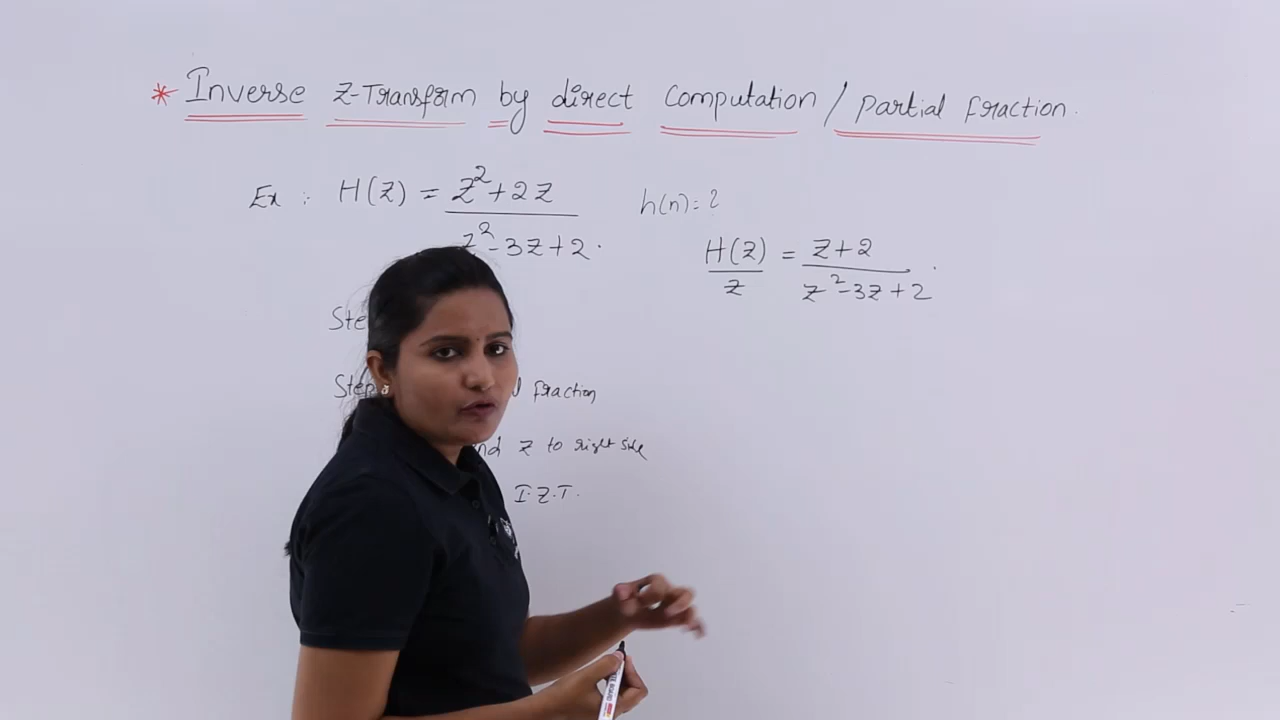 * Inverse Z-Transform by direct computation / partial fraction.
Ex : H(z) = z²+2z / z²-3z+2. h(n)=?
H(z)/z = z+2 / z²-3z+2.
Step fraction
z to right side
I.Z.T.